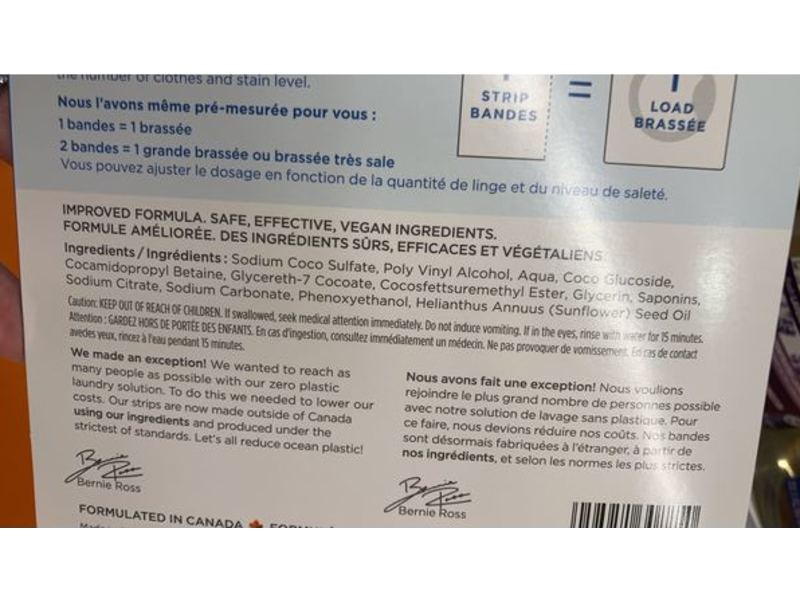 the number of clothes and stain level.
Nous l'avons même pré-mesurée pour vous :
1 bandes = 1 brassée
2 bandes = 1 grande brassée ou brassée très sale
Vous pouvez ajuster le dosage en fonction de la quantité de linge et du niveau de saleté.
1
STRIP
BANDES
=
1
LOAD
BRASSÉE
IMPROVED FORMULA. SAFE, EFFECTIVE, VEGAN INGREDIENTS.
FORMULE AMÉLIORÉE. DES INGRÉDIENTS SÛRS, EFFICACES ET VÉGÉTALIENS.
Ingredients / Ingrédients : Sodium Coco Sulfate, Poly Vinyl Alcohol, Aqua, Coco Glucoside,
Cocamidopropyl Betaine, Glycereth-7 Cocoate, Cocosfettsuremethyl Ester, Glycerin, Saponins,
Sodium Citrate, Sodium Carbonate, Phenoxyethanol, Helianthus Annuus (Sunflower) Seed Oil
Caution: KEEP OUT OF REACH OF CHILDREN. If swallowed, seek medical attention immediately. Do not induce vomiting. If in the eyes, rinse with water for 15 minutes.
Attention : GARDEZ HORS DE PORTÉE DES ENFANTS. En cas d'ingestion, consultez immédiatement un médecin. Ne pas provoquer de vomissement. En cas de contact
avedes yeux, rincez à l'eau pendant 15 minutes.
We made an exception! We wanted to reach as
many people as possible with our zero plastic
laundry solution. To do this we needed to lower our
costs. Our strips are now made outside of Canada
using our ingredients and produced under the
strictest of standards. Let's all reduce ocean plastic!
Bernie Ross
Bernie Ross
Nous avons fait une exception! Nous voulions
rejoindre le plus grand nombre de personnes possible
avec notre solution de lavage sans plastique. Pour
ce faire, nous devions réduire nos coûts. Nos bandes
sont désormais fabriquées à l'étranger, à partir de
nos ingrédients, et selon les normes les plus strictes.
Bernie Ross
Bernie Ross
FORMULATED IN CANADA